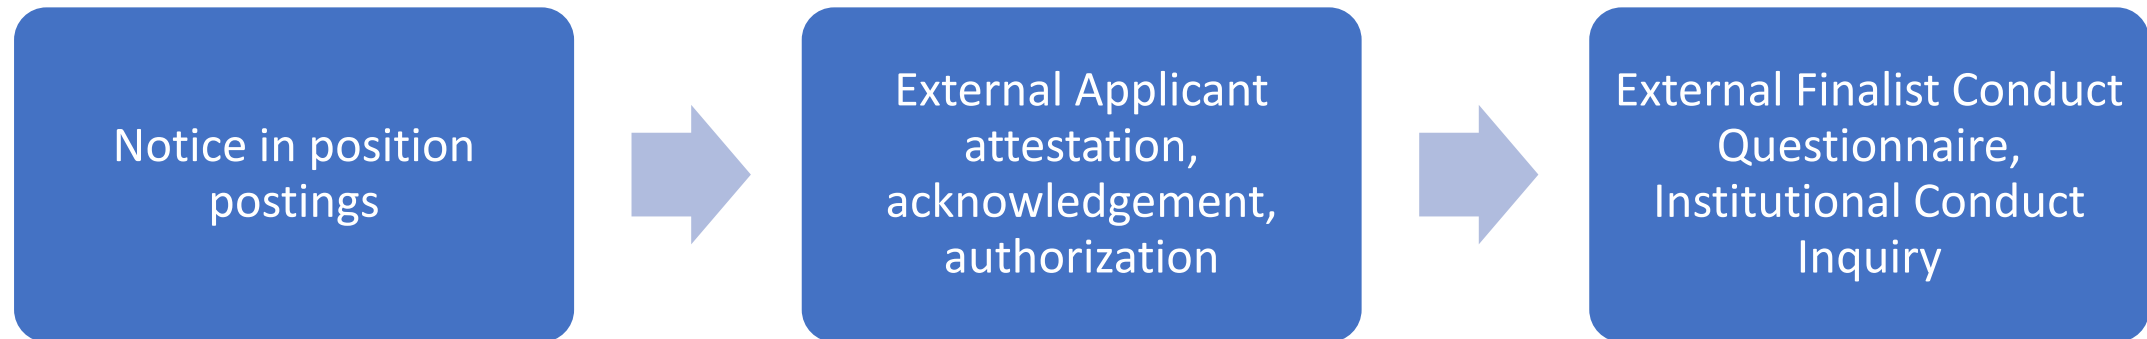 Notice in position
postings
External Applicant
attestation,
acknowledgement,
authorization
External Finalist Conduct
Questionnaire,
Institutional Conduct
Inquiry